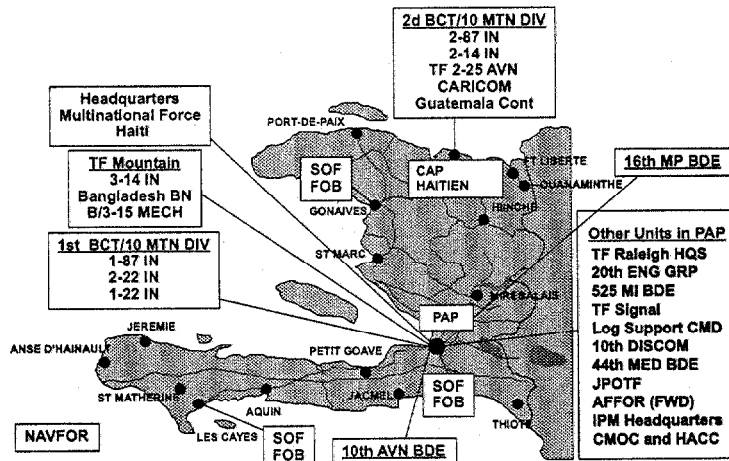 2d BCT/10 MTN DIV
2-87 IN
2-14 IN
TF 2-25 AVN
CARICOM
Guatemala Cont
Headquarters
Multinational Force
Haiti
PORT-DE-PAIX
TF Mountain
3-14 IN
Bangladesh BN
B/3-15 MECH
SOF
FOB
CAP
HAITIEN
FT LIBERTE
OUANAMINTHE
16th MP BDE
GONAIVES
HINCHE
1st BCT/10 MTN DIV
1-87 IN
2-22 IN
1-22 IN
ST MARC
MIREBALAIS
PAP
Other Units in PAP
TF Raleigh HQS
20th ENG GRP
525 MI BDE
TF Signal
Log Support CMD
10th DISCOM
44th MED BDE
JPOTF
AFFOR (FWD)
IPM Headquarters
CMOC and HACC
JEREMIE
ANSE D'HAINAULT
PETIT GOAVE
ST MATHERINE
AQUIN
JACMEL
SOF
FOB
THIOTE
LES CAYES
SOF
FOB
NAVFOR
10th AVN BDE